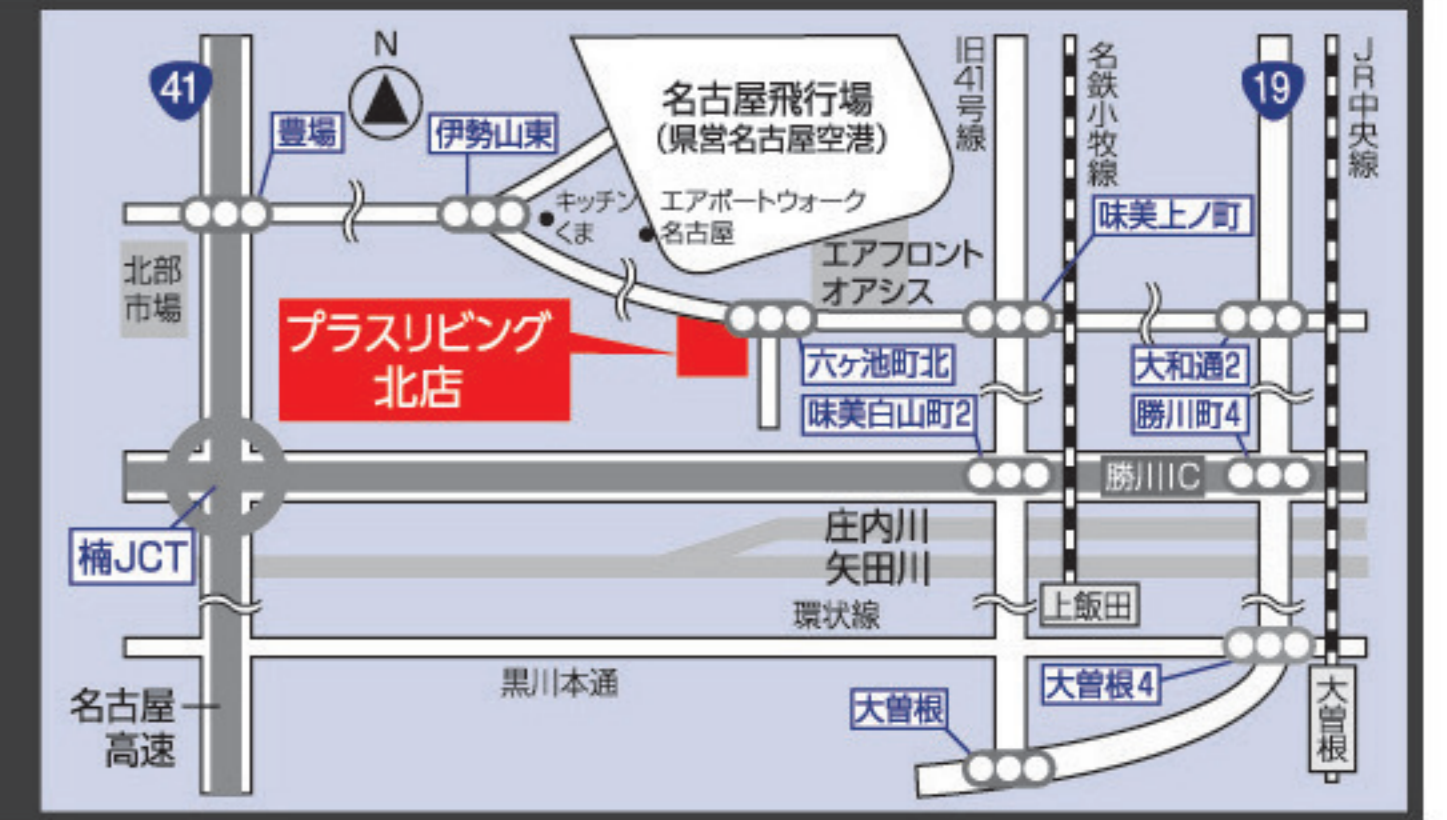 41
N
豊場
伊勢山東
名古屋飛行場
（県営名古屋空港）
旧41号線
名鉄小牧線
19
JR中央線
キッチン
くま
エアポートウォーク
名古屋
味美上ノ町
エアフロント
オアシス
北部
市場
プラスリビング
北店
六ヶ池町北
大和通2
味美白山町2
勝川町4
勝川IC
楠JCT
庄内川
矢田川
上飯田
環状線
黒川本通
大曽根4
大曽根
大曽根
名古屋
高速